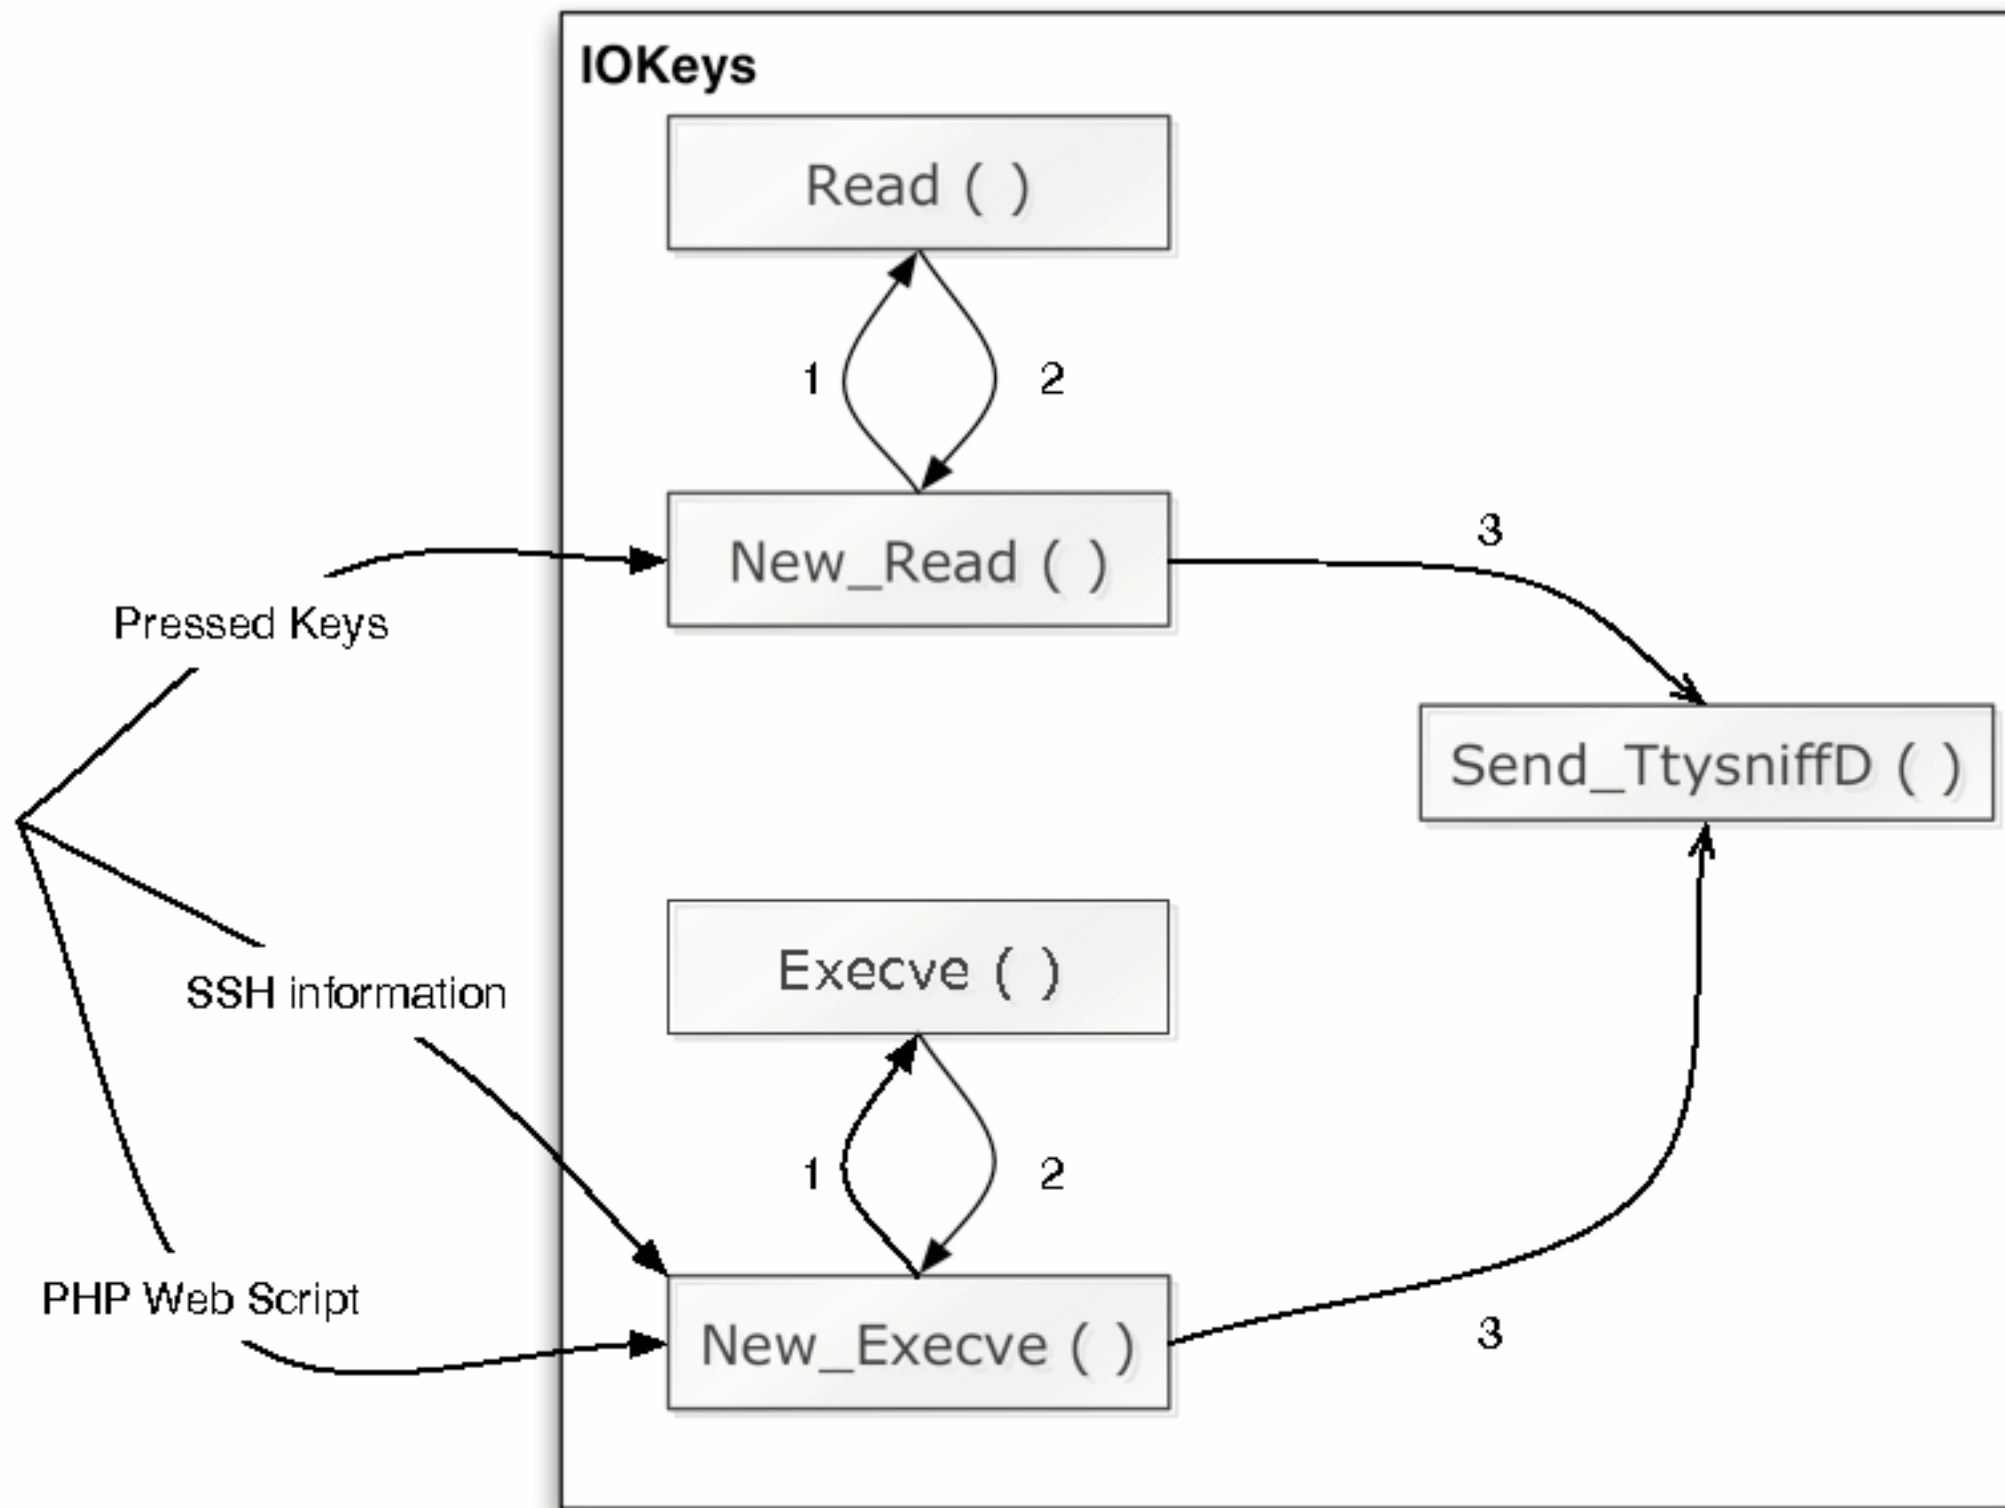 IOKeys
Read ( )
1
2
New_Read ( )
3
Pressed Keys
Send_TtysniffD ( )
Execve ( )
SSH information
1
2
PHP Web Script
New_Execve ( )
3